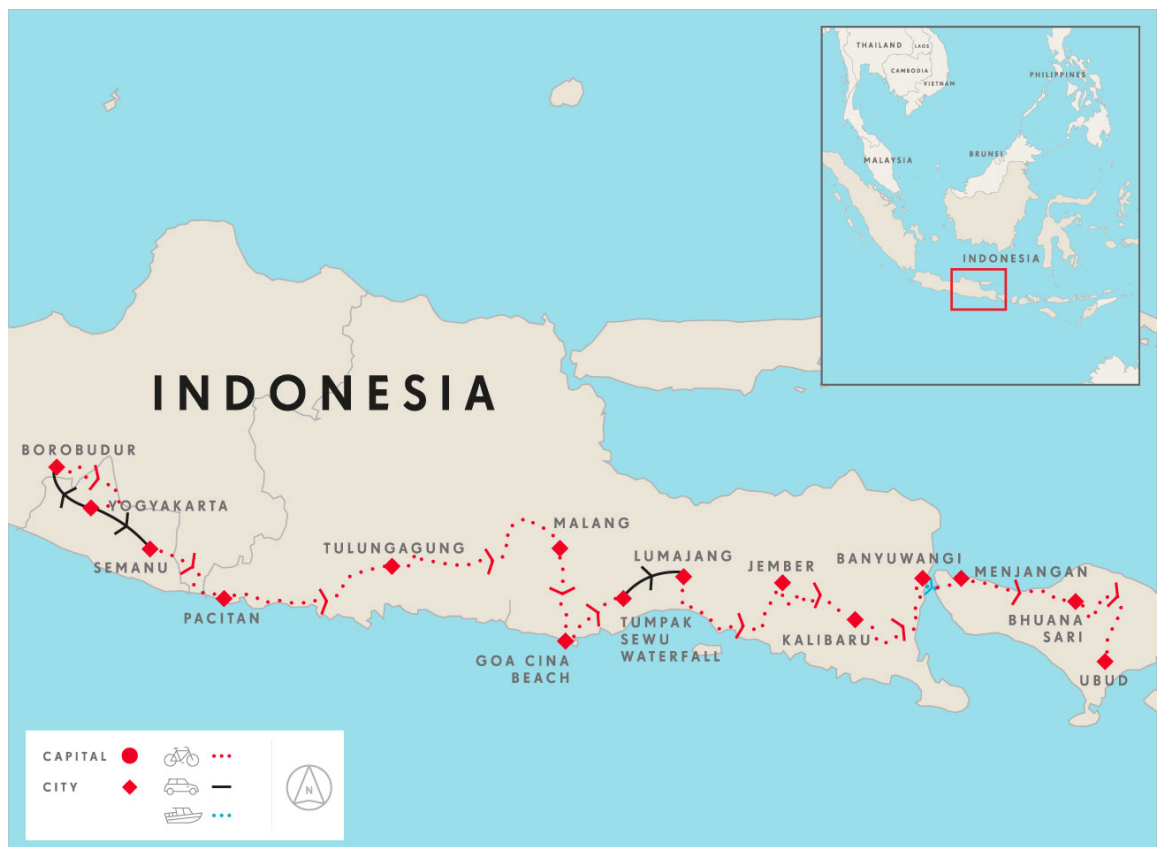 THAILAND
LAOS
CAMBODIA
VIETNAM
PHILIPPINES
MALAYSIA
BRUNEI
INDONESIA
INDONESIA
BOROBUDUR
YOGYAKARTA
SEMANU
PACITAN
TULUNGAGUNG
MALANG
GOA CINA
BEACH
LUMAJANG
TUMPAK
SEWU
WATERFALL
JEMBER
KALIBARU
BANYUWANGI
MENJANGAN
BHUANA
SARI
UBUD
CAPITAL
CITY
N